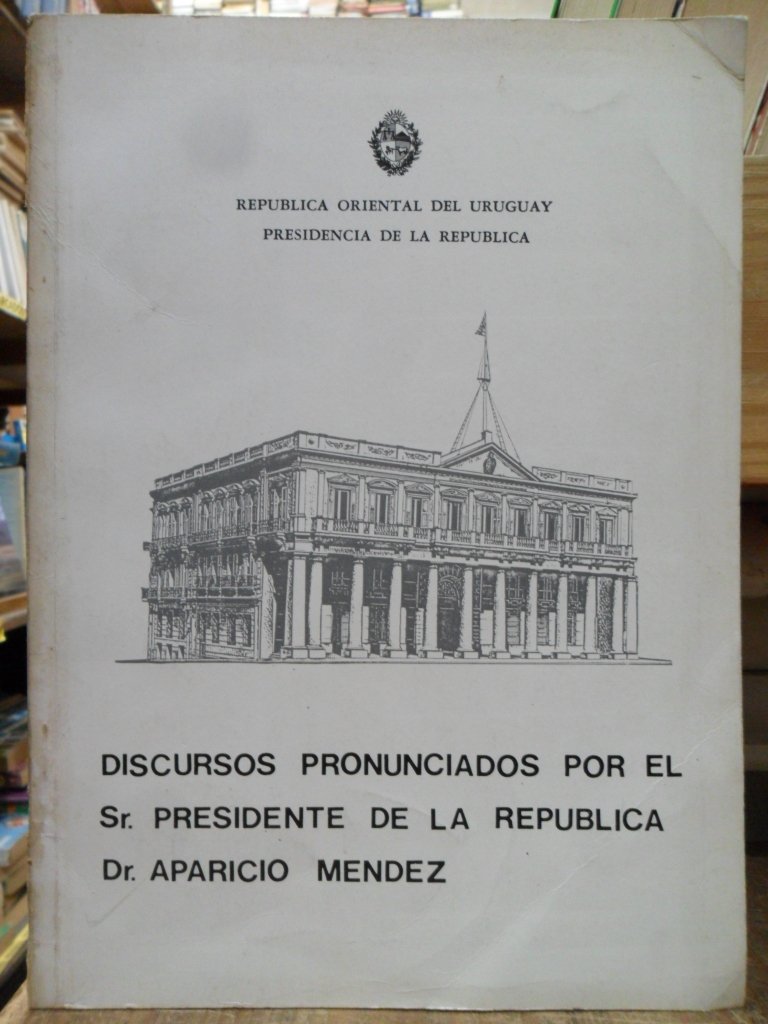 REPUBLICA ORIENTAL DEL URUGUAY
PRESIDENCIA DE LA REPUBLICA
DISCURSOS PRONUNCIADOS POR EL
Sr. PRESIDENTE DE LA REPUBLICA
Dr. APARICIO MENDEZ